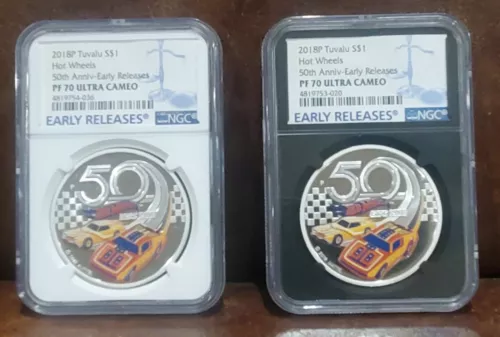 2018P Tuvalu S$1
Hot Wheels
50th Anniv-Early Releases
PF 70 ULTRA CAMEO
4819754-036
EARLY RELEASES®
NGC
50
2018P Tuvalu S$1
Hot Wheels
50th Anniv-Early Releases
PF 70 ULTRA CAMEO
4819753-020
EARLY RELEASES®
NGC
50